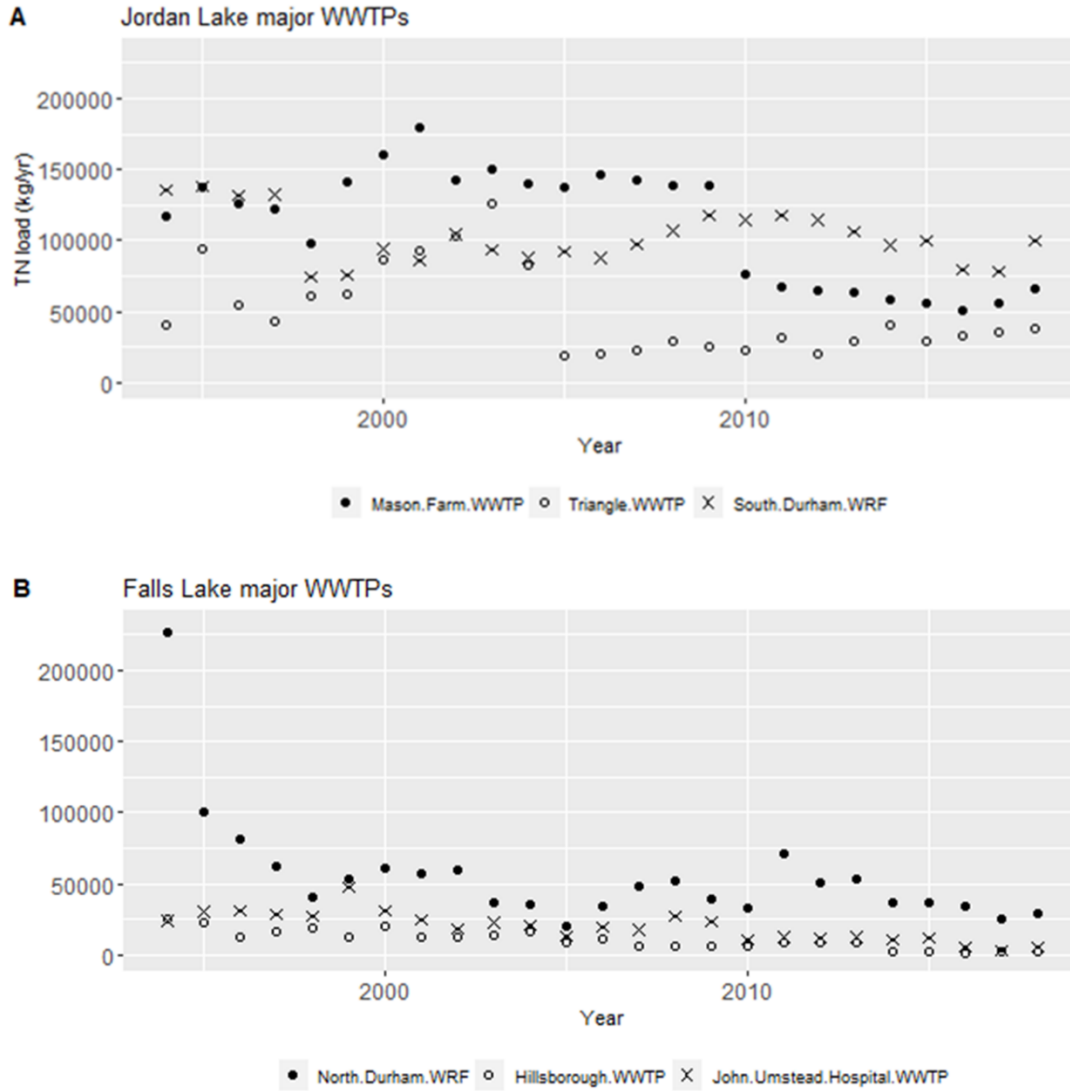 A Jordan Lake major WWTPs
200000
150000
100000
50000
0
TN load (kg/yr)
2000 2010
Year
Mason.Farm.WWTP Triangle.WWTP South.Durham.WRF
B Falls Lake major WWTPs
200000
150000
100000
50000
0
2000 2010
Year
North.Durham.WRF Hillsborough.WWTP John.Umstead.Hospital.WWTP